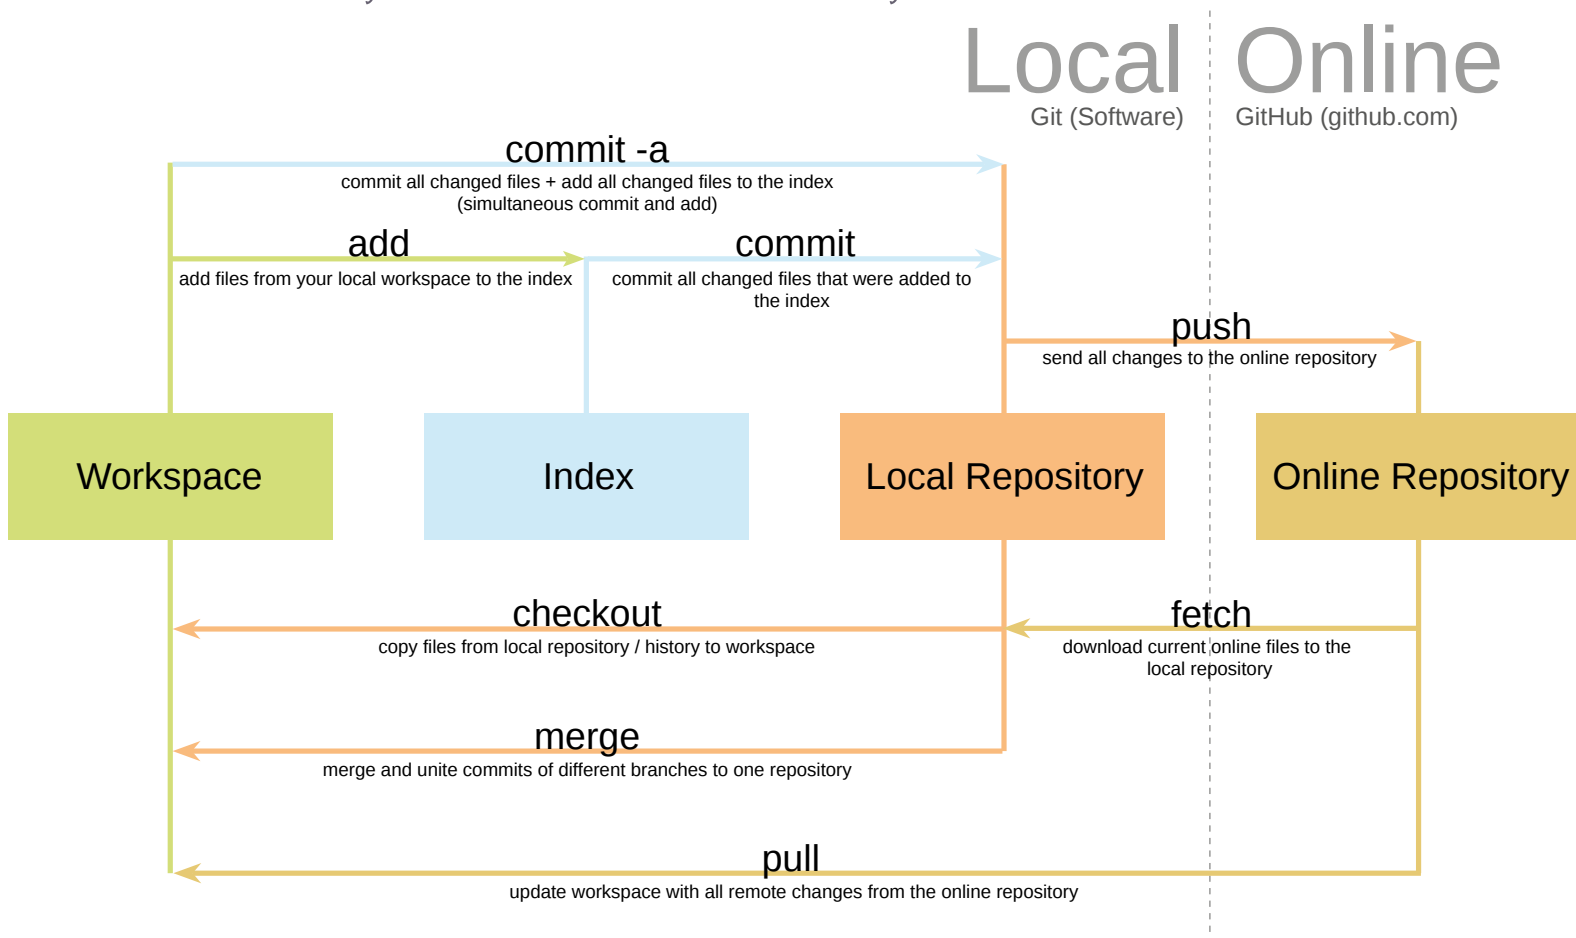 Local
Online
Git (Software)
GitHub (github.com)
commit -a
commit all changed files + add all changed files to the index
(simultaneous commit and add)
add
add files from your local workspace to the index
commit
commit all changed files that were added to
the index
push
send all changes to the online repository
Workspace
Index
Local Repository
Online Repository
checkout
copy files from local repository / history to workspace
fetch
download current online files to the
local repository
merge
merge and unite commits of different branches to one repository
pull
update workspace with all remote changes from the online repository